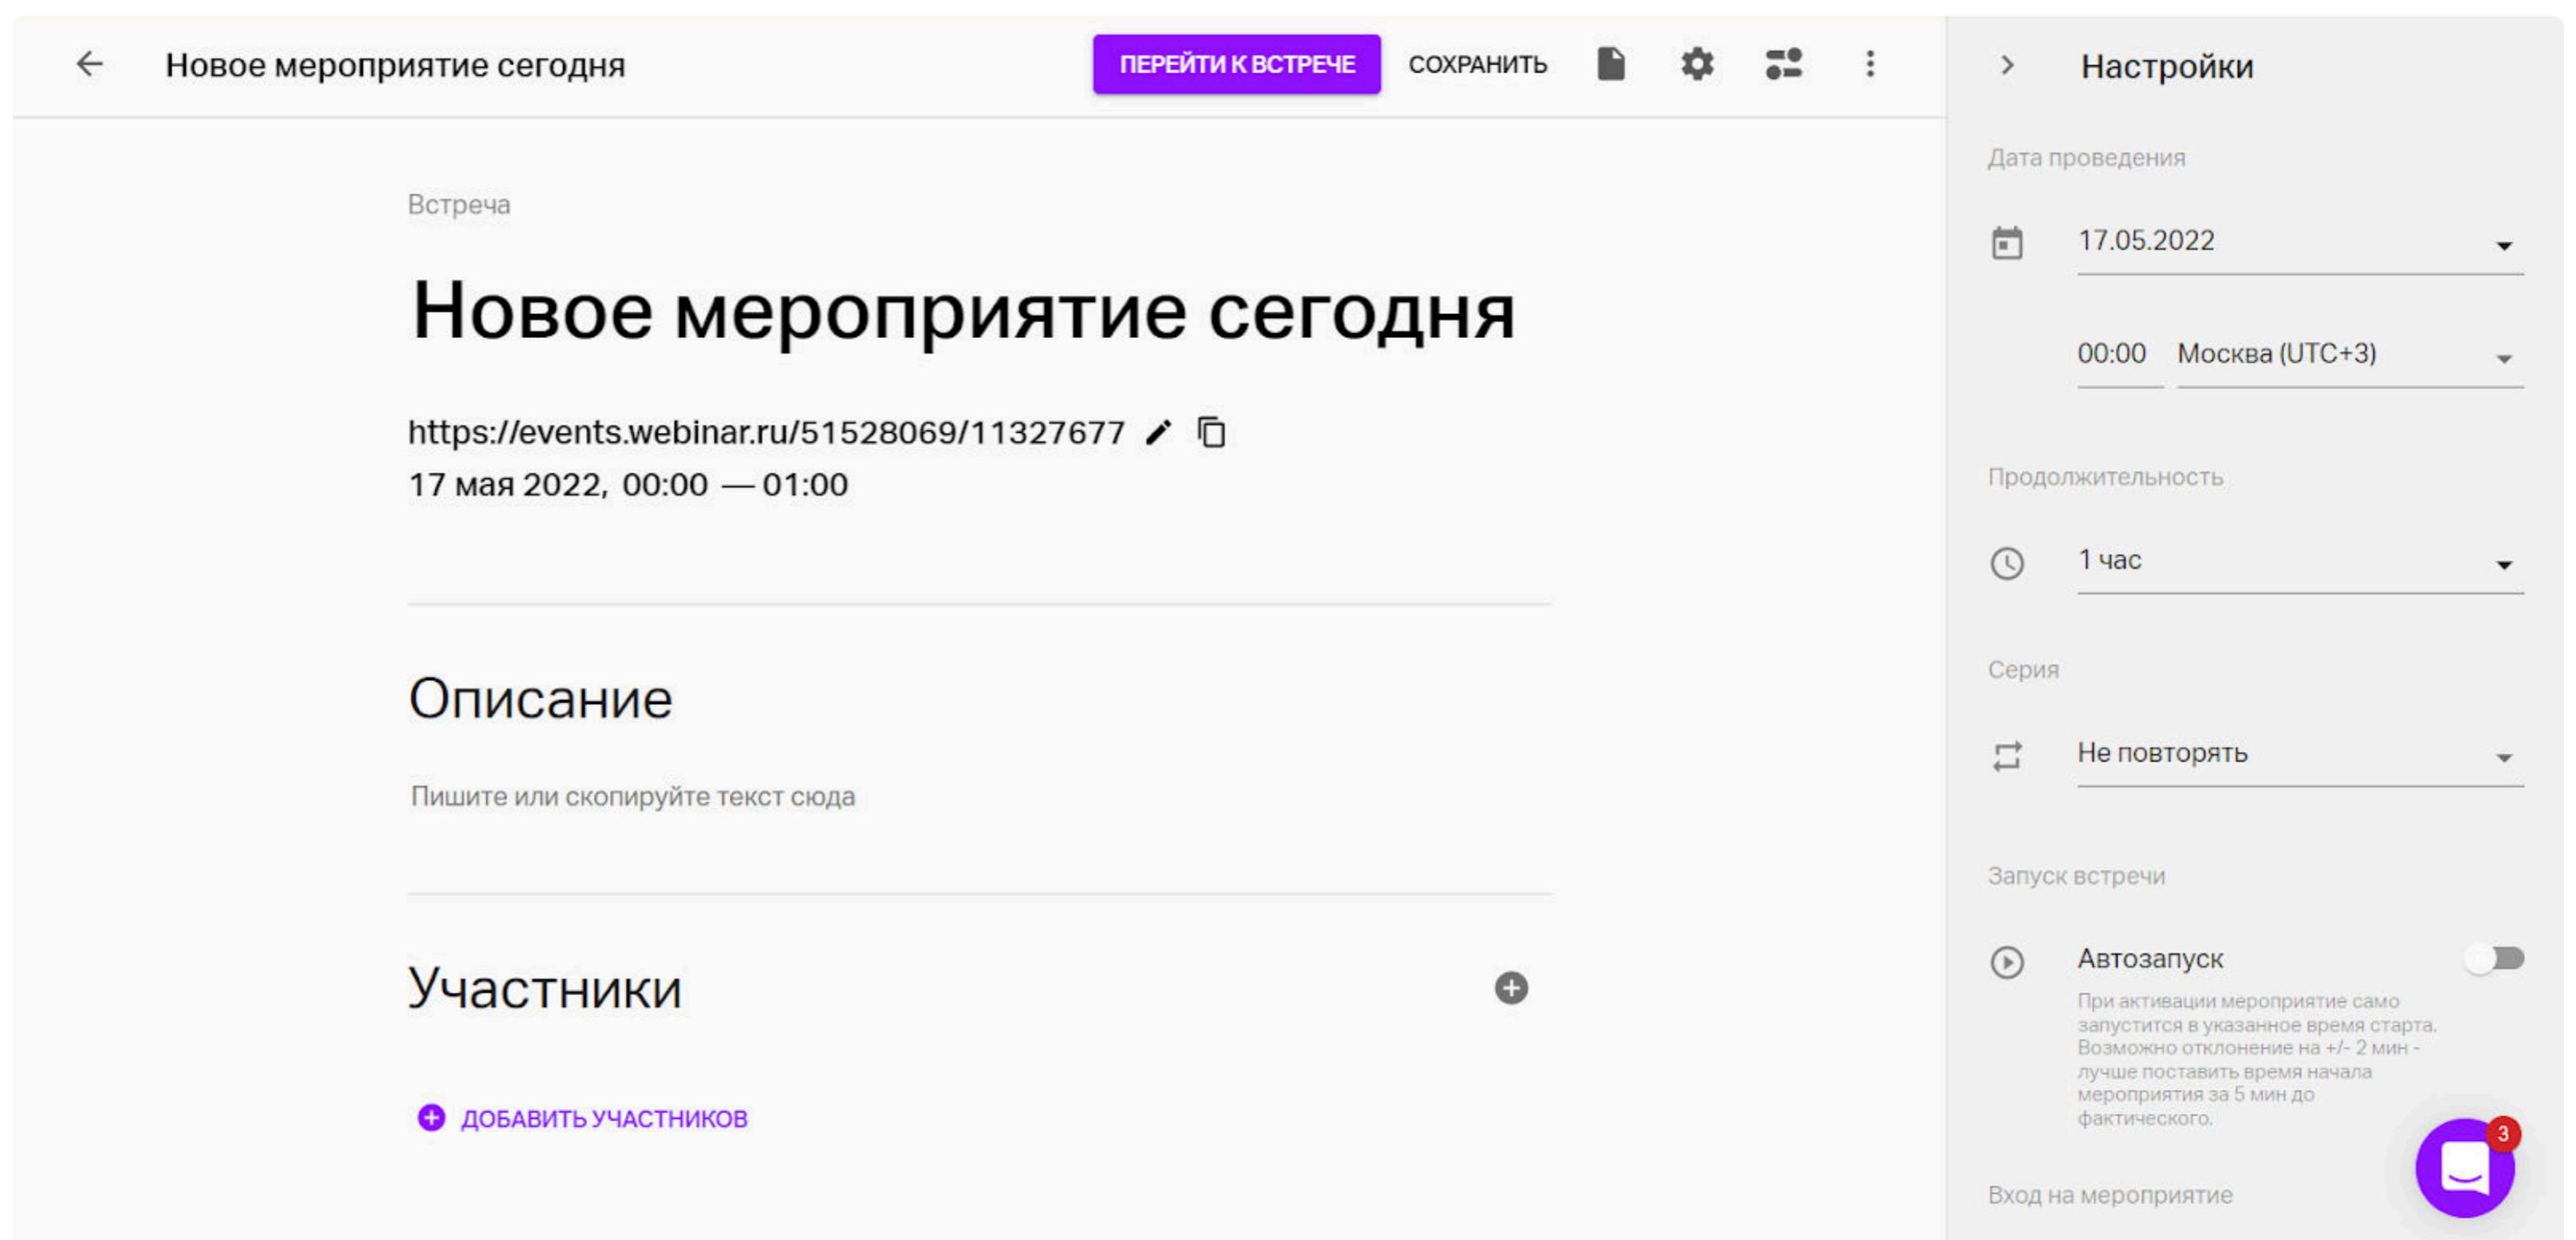 Новое мероприятие сегодня
ПЕРЕЙТИ К ВСТРЕЧЕ
СОХРАНИТЬ
Встреча
Новое мероприятие сегодня
https://events.webinar.ru/51528069/11327677
17 мая 2022, 00:00 — 01:00
Описание
Пишите или скопируйте текст сюда
Участники
ДОБАВИТЬ УЧАСТНИКОВ
Настройки
Дата проведения
17.05.2022
00:00 Москва (UTC+3)
Продолжительность
1 час
Серия
Не повторять
Запуск встречи
Автозапуск
При активации мероприятие само
запустится в указанное время старта.
Возможно отклонение на +/- 2 мин -
лучше поставить время начала
мероприятия за 5 мин до
фактического.
3
Вход на мероприятие